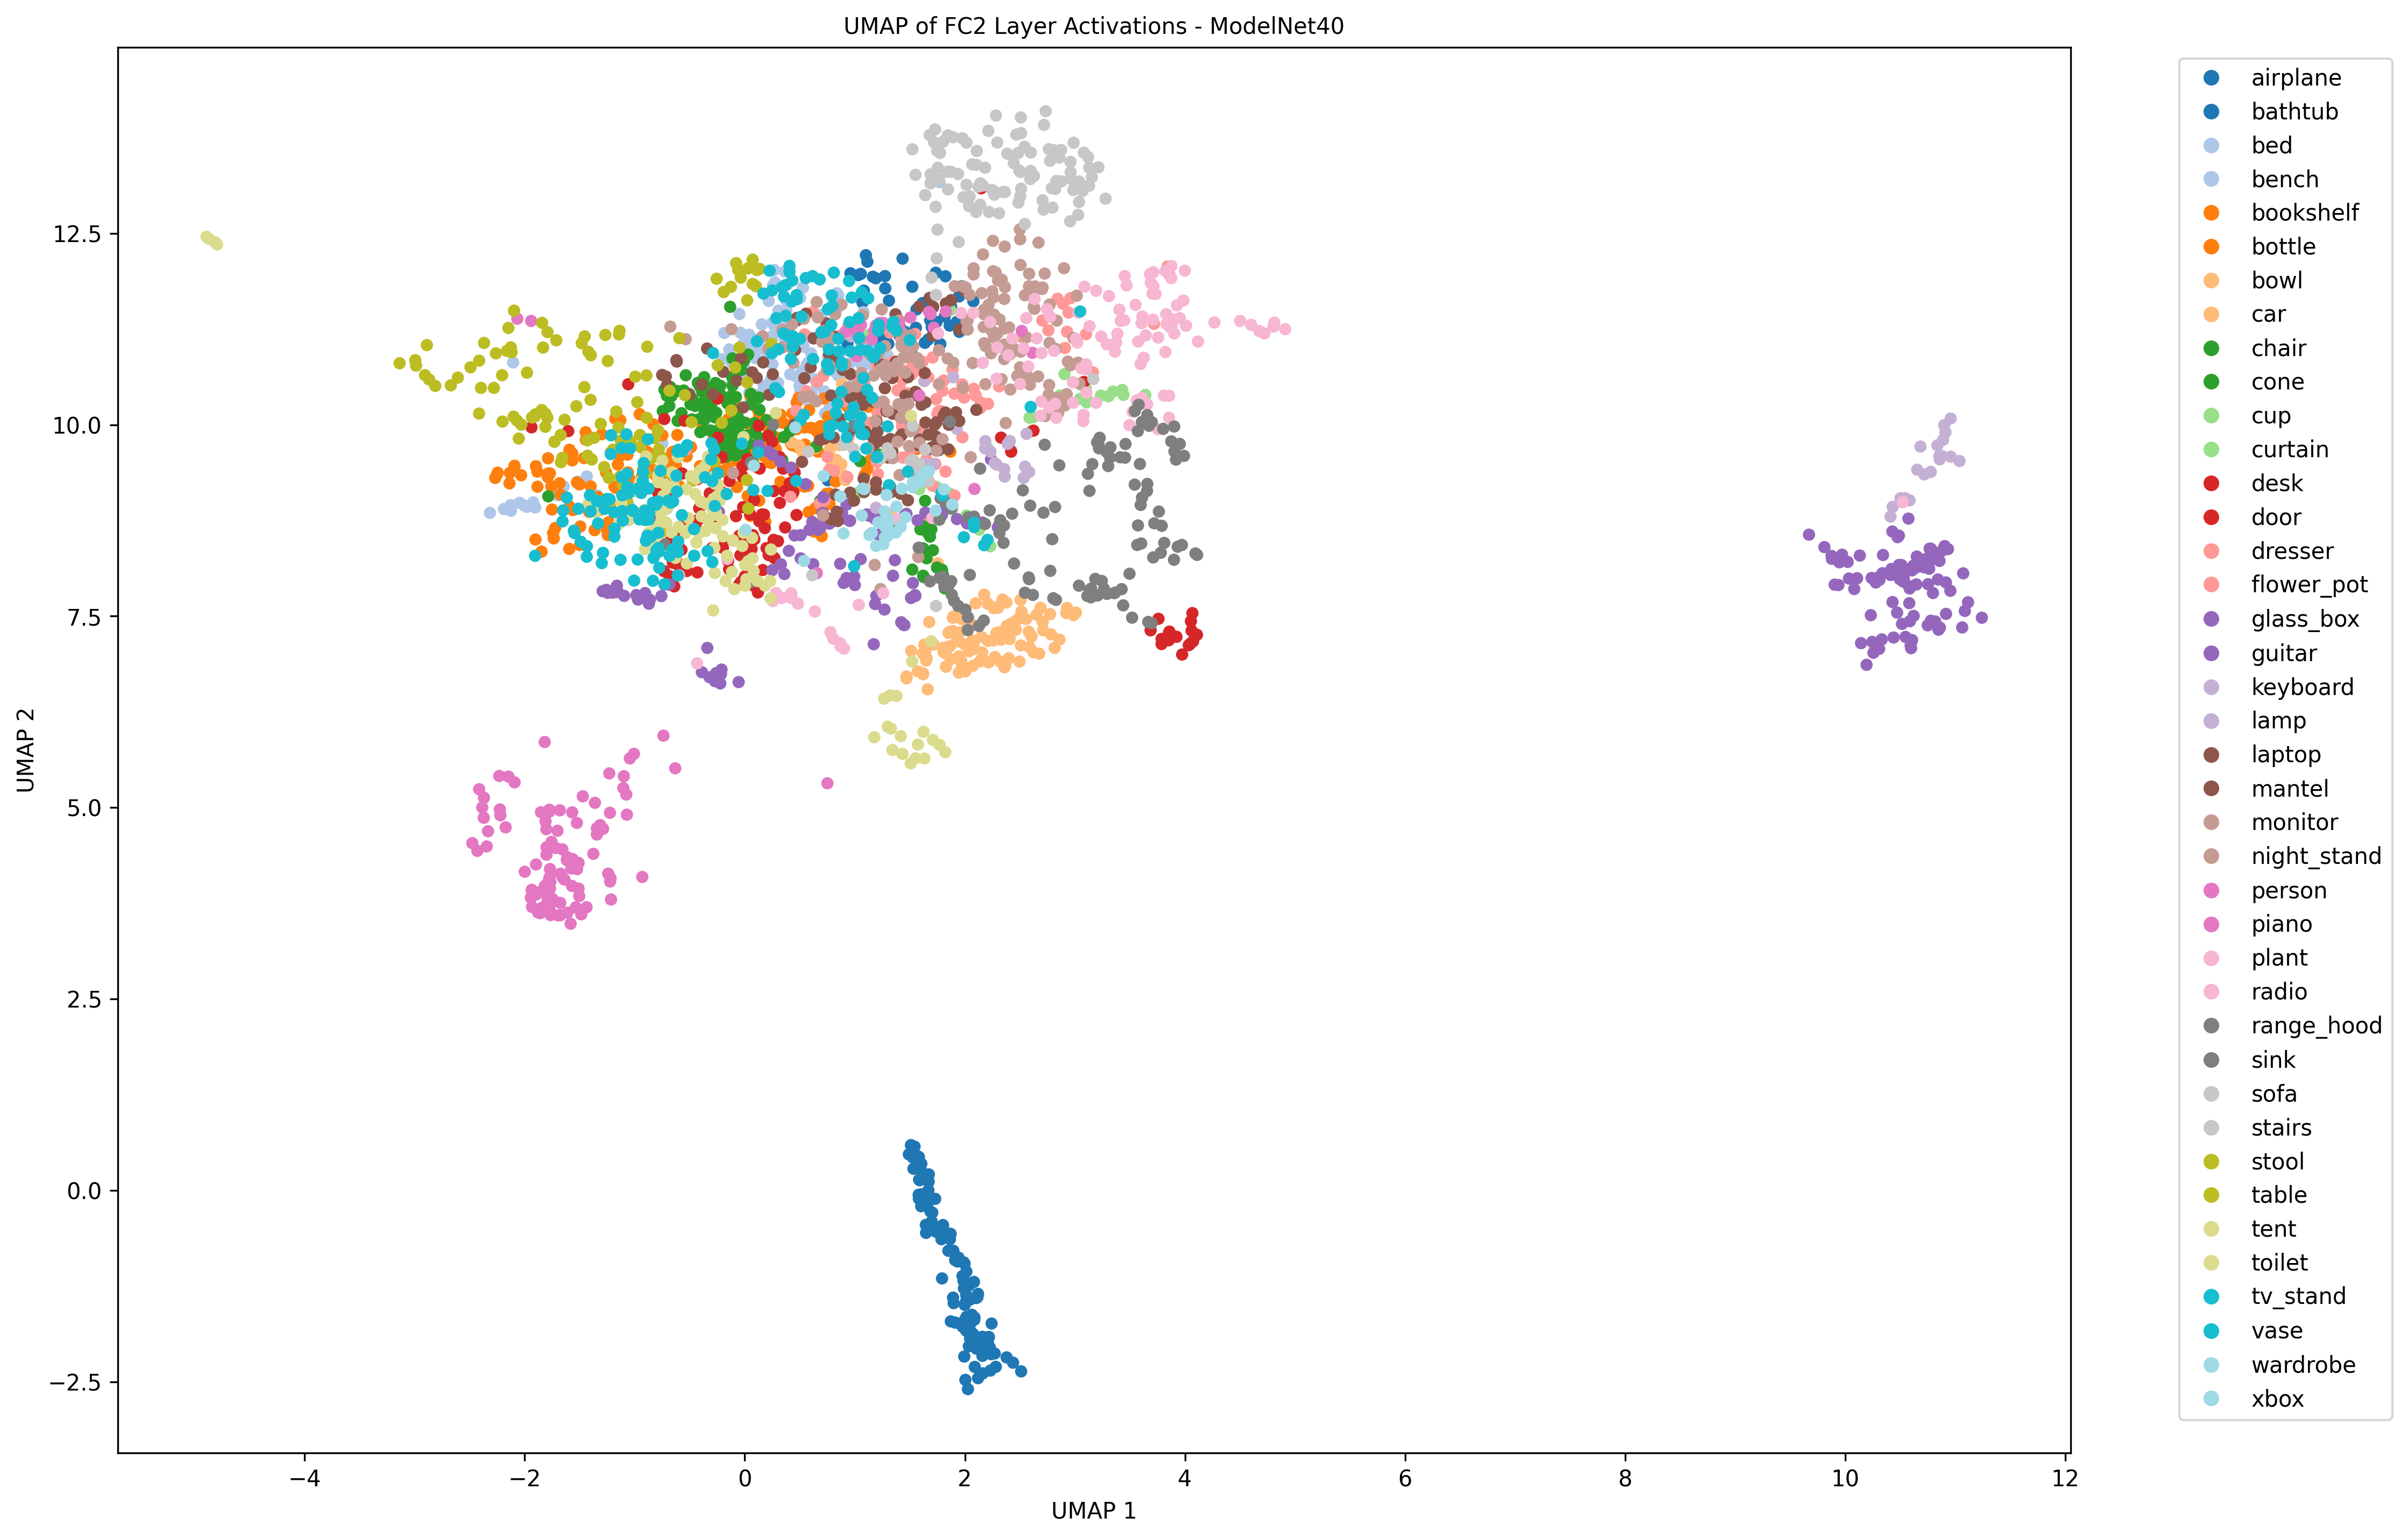 UMAP of FC2 Layer Activations - ModelNet40
UMAP 2
12.5
10.0
7.5
5.0
2.5
0.0
−2.5
−4
−2
0
2
4
6
8
10
12
UMAP 1
airplane
bathtub
bed
bench
bookshelf
bottle
bowl
car
chair
cone
cup
curtain
desk
door
dresser
flower_pot
glass_box
guitar
keyboard
lamp
laptop
mantel
monitor
night_stand
person
piano
plant
radio
range_hood
sink
sofa
stairs
stool
table
tent
toilet
tv_stand
vase
wardrobe
xbox